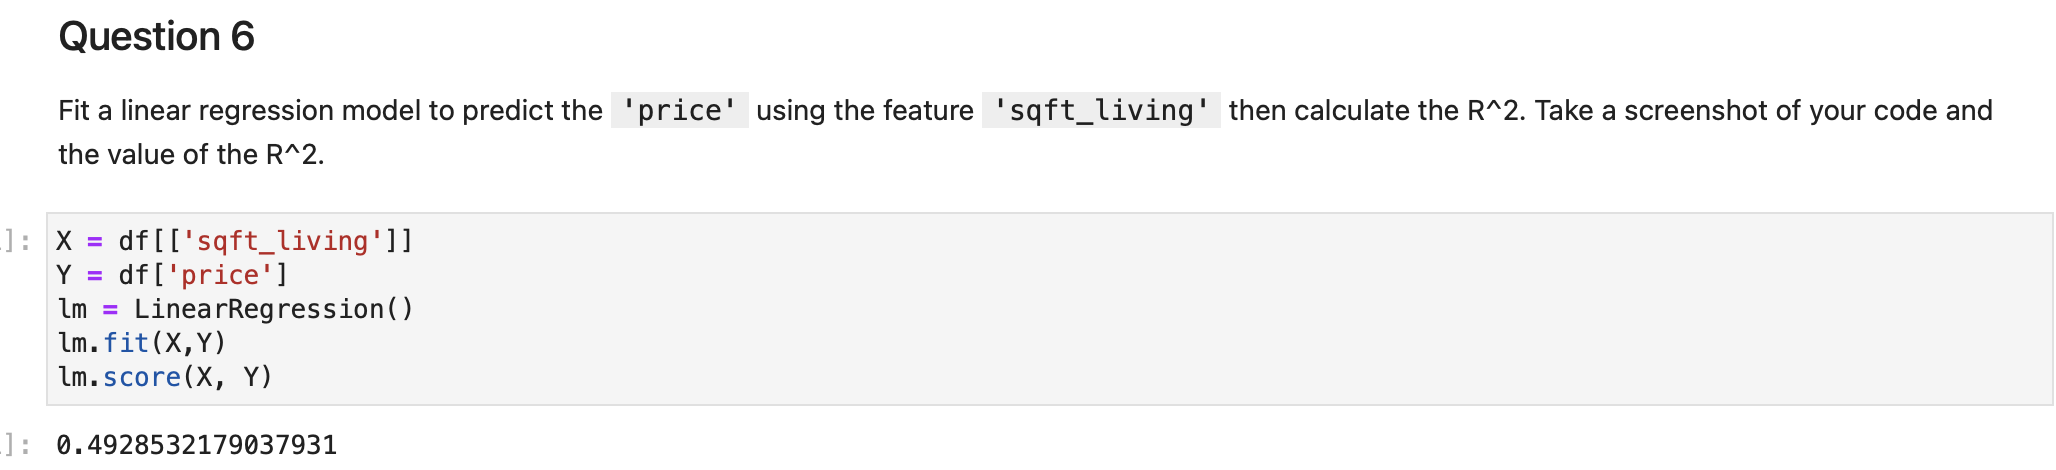 Question 6
Fit a linear regression model to predict the 'price' using the feature 'sqft_living' then calculate the R^2. Take a screenshot of your code and
the value of the R^2.
]: X = df[['sqft_living']]
Y = df['price']
lm = LinearRegression()
lm.fit(X,Y)
lm.score(X, Y)
]: 0.4928532179037931